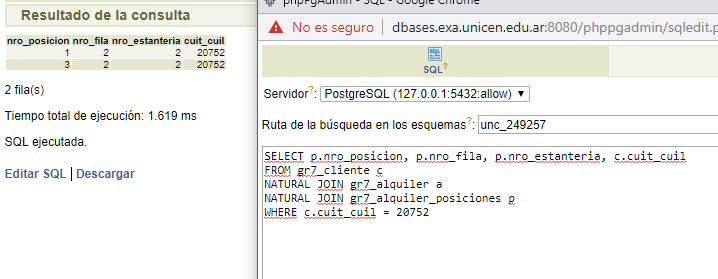 Resultado de la consulta
nro_posicion nro_fila nro_estanteria cuit_cuil
1 2 2 20752
3 2 2 20752
2 fila(s)
Tiempo total de ejecución: 1.619 ms
SQL ejecutada.
Editar SQL | Descargar
phpPgAdmin - SQL - Google Chrome
No es seguro | dbases.exa.unicen.edu.ar:8080/phppgadmin/sqledit.p
SQL?
Servidor?: PostgreSQL (127.0.0.1:5432:allow)
Ruta de la búsqueda en los esquemas?: unc_249257
SELECT p.nro_posicion, p.nro_fila, p.nro_estanteria, c.cuit_cuil
FROM gr7_cliente c
NATURAL JOIN gr7_alquiler a
NATURAL JOIN gr7_alquiler_posiciones p
WHERE c.cuit_cuil = 20752